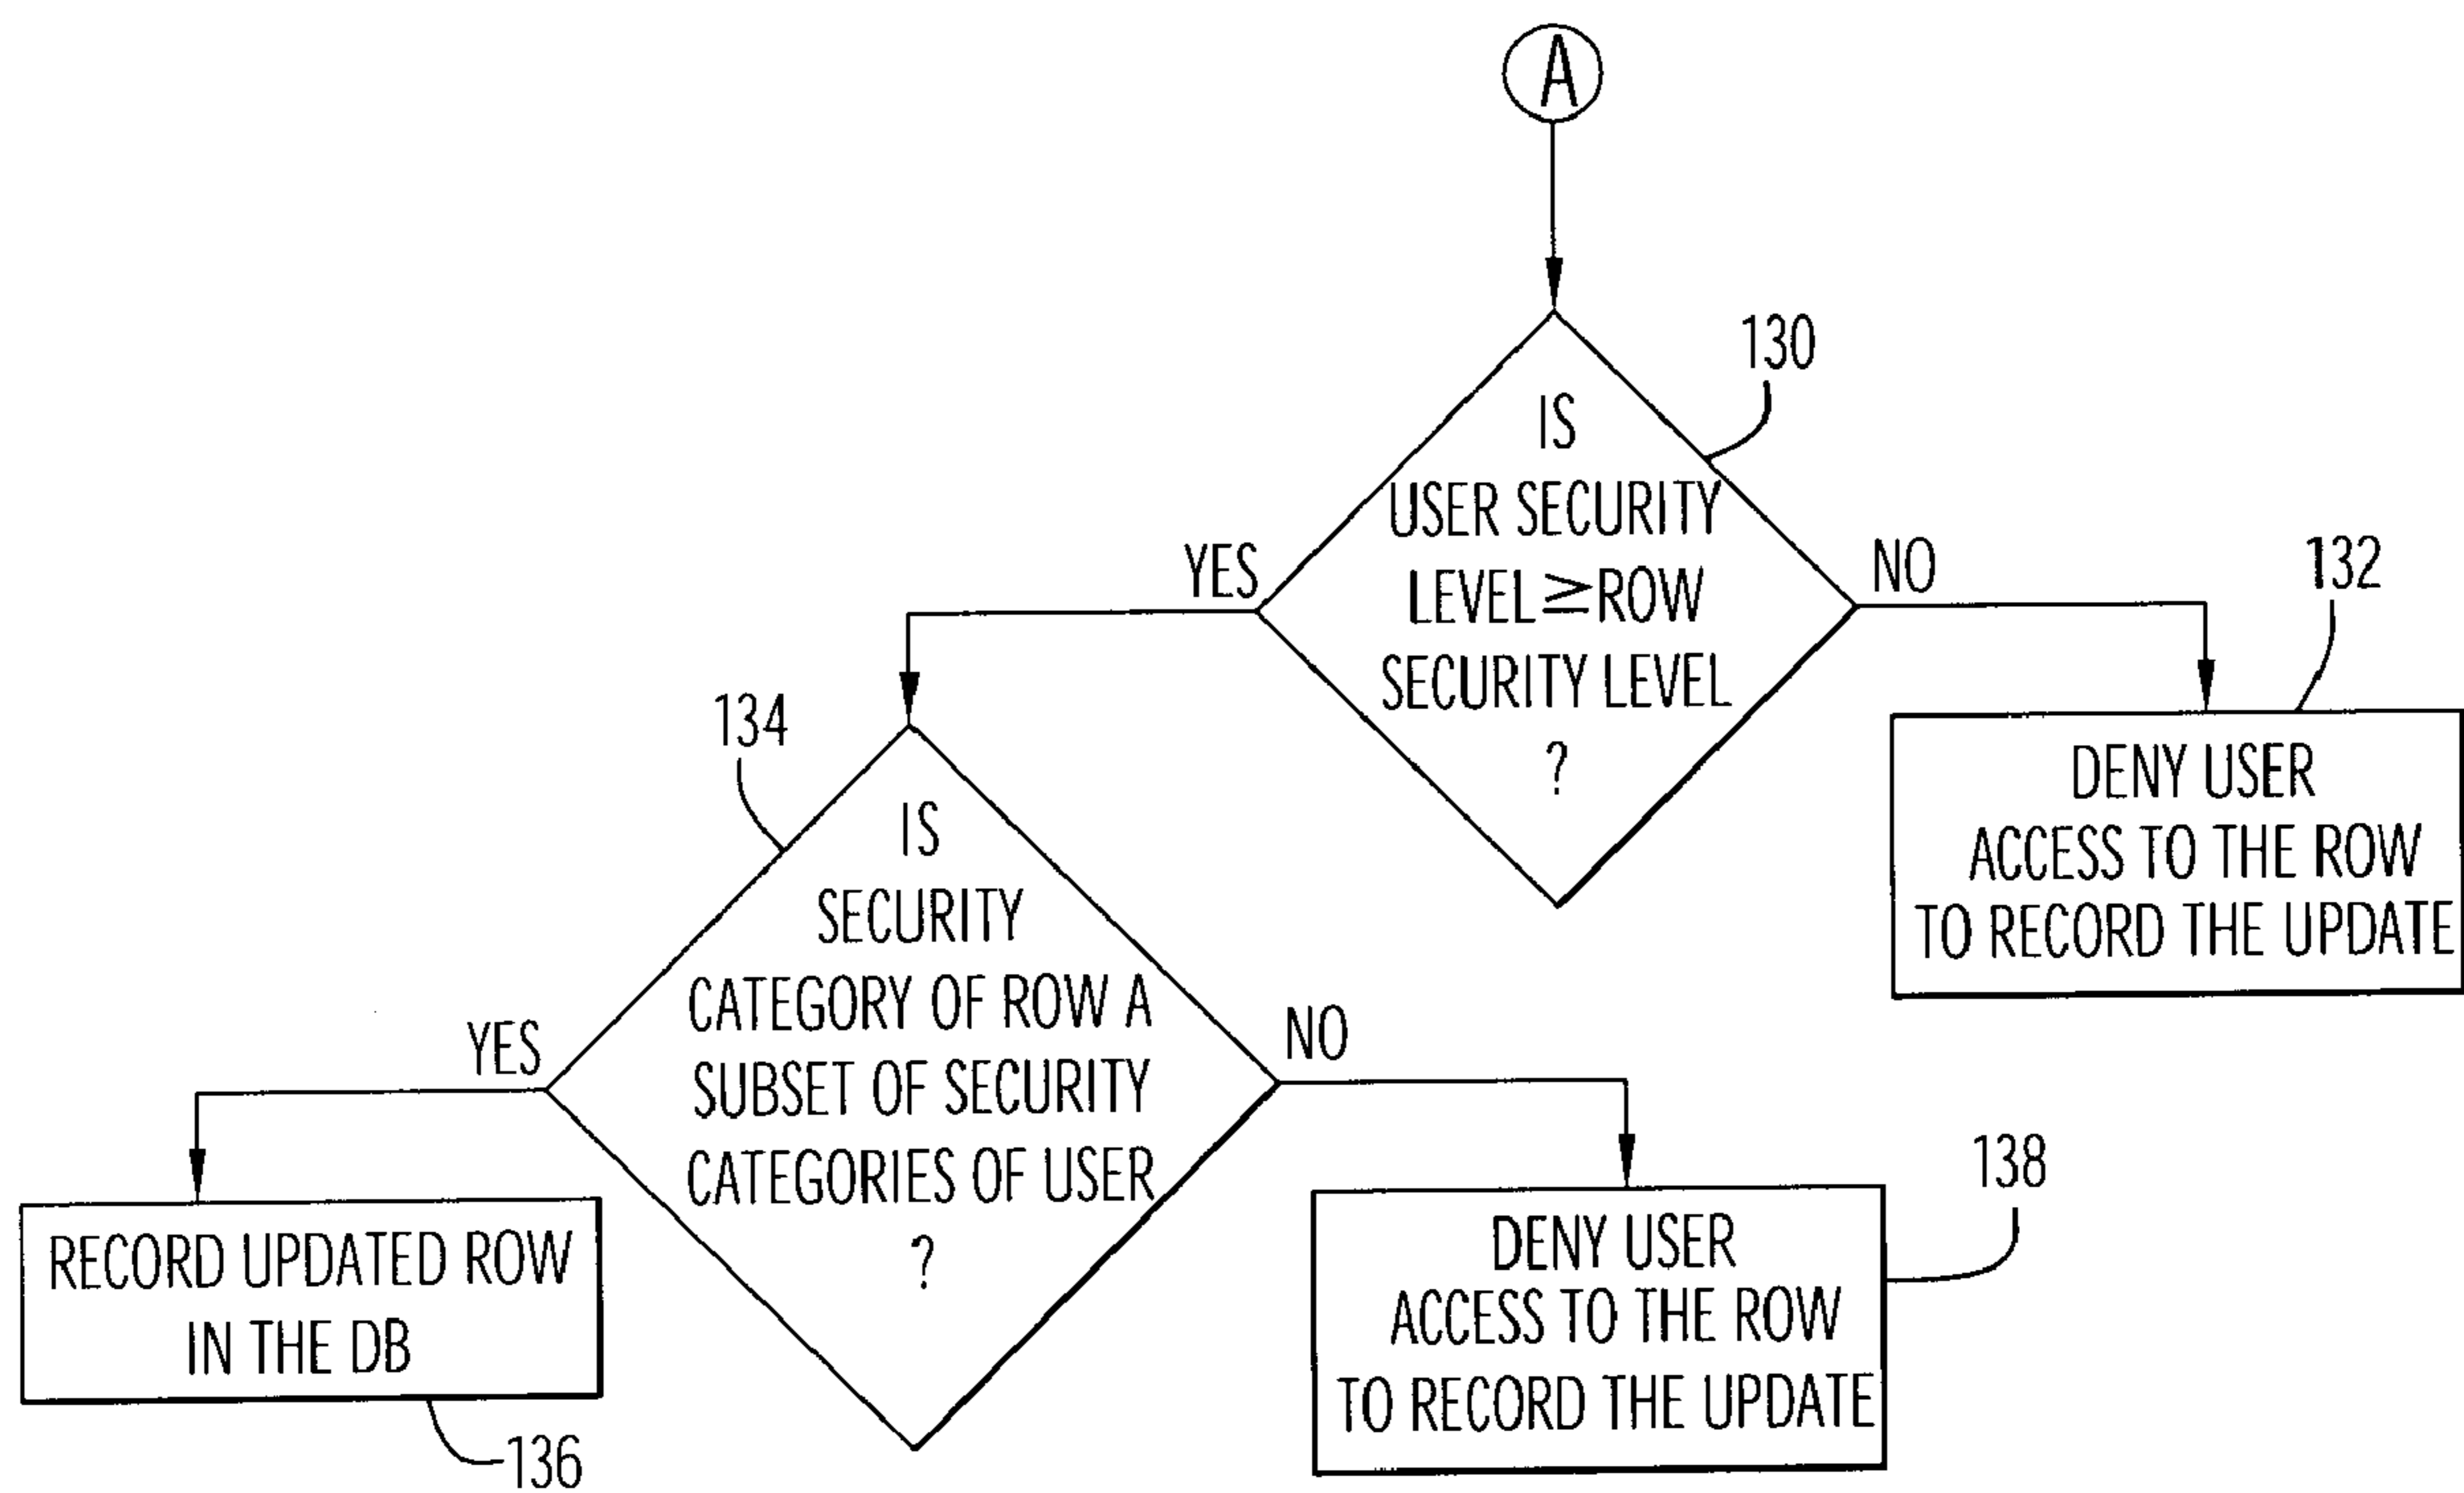 A
130
IS
USER SECURITY
LEVEL≥ROW
SECURITY LEVEL
?
YES
NO
132
DENY USER
ACCESS TO THE ROW
TO RECORD THE UPDATE
134
IS
SECURITY
CATEGORY OF ROW A
SUBSET OF SECURITY
CATEGORIES OF USER
?
YES
NO
RECORD UPDATED ROW
IN THE DB
136
138
DENY USER
ACCESS TO THE ROW
TO RECORD THE UPDATE